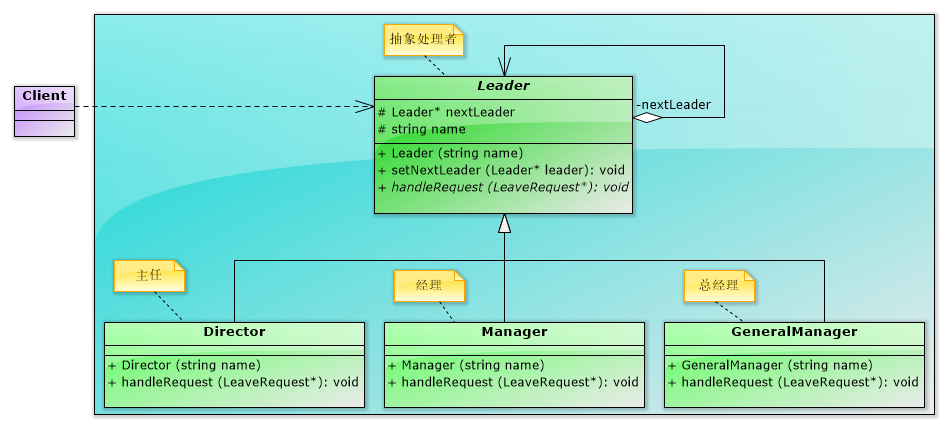 抽象处理者
Leader
Client
-nextLeader
# Leader* nextLeader
# string name
+ Leader (string name)
+ setNextLeader (Leader* leader): void
+ handleRequest (LeaveRequest*): void
主任
经理
总经理
Director
+ Director (string name)
+ handleRequest (LeaveRequest*): void
Manager
+ Manager (string name)
+ handleRequest (LeaveRequest*): void
GeneralManager
+ GeneralManager (string name)
+ handleRequest (LeaveRequest*): void